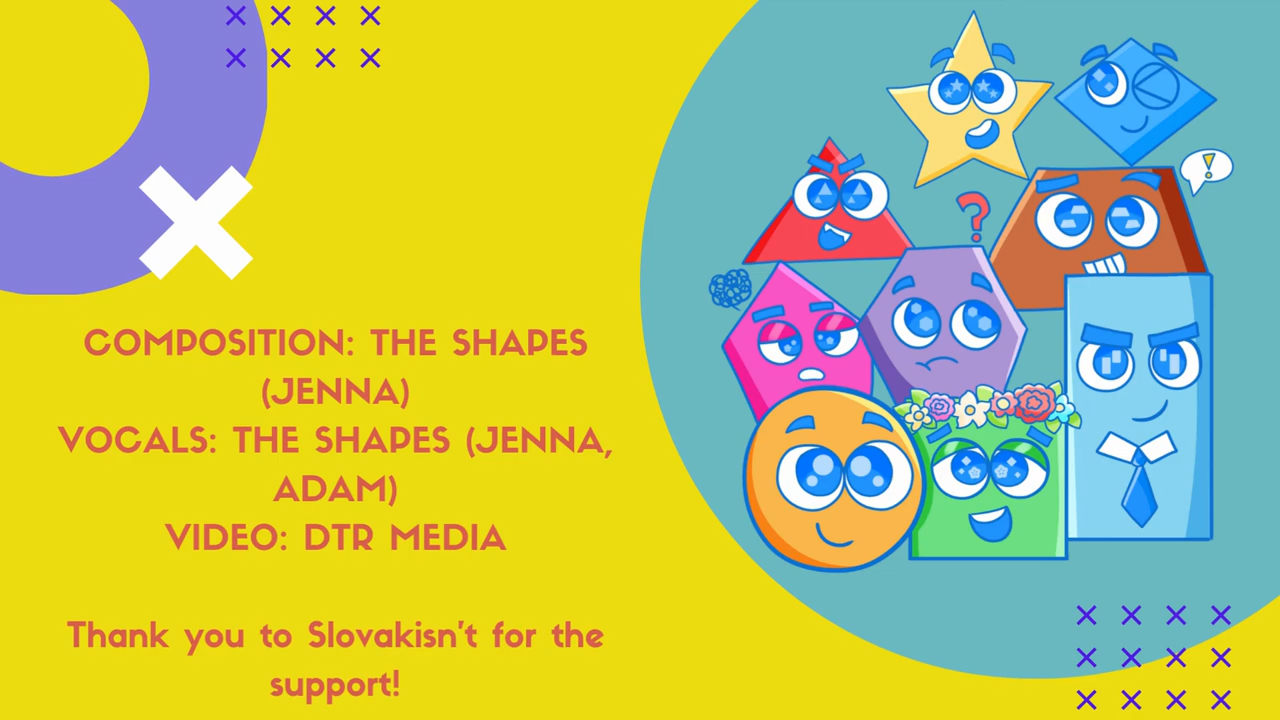 COMPOSITION: THE SHAPES
(JENNA)
VOCALS: THE SHAPES (JENNA,
ADAM)
VIDEO: DTR MEDIA
Thank you to Slovakisn't for the
support!
?
!